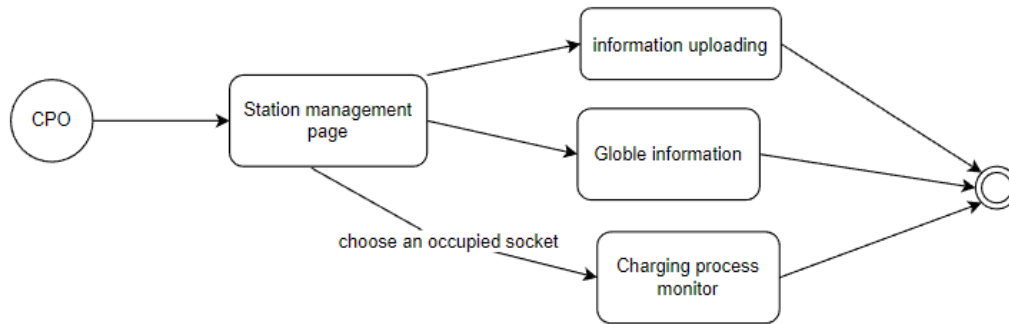 CPO
Station management
page
information uploading
Globle information
choose an occupied socket
Charging process
monitor